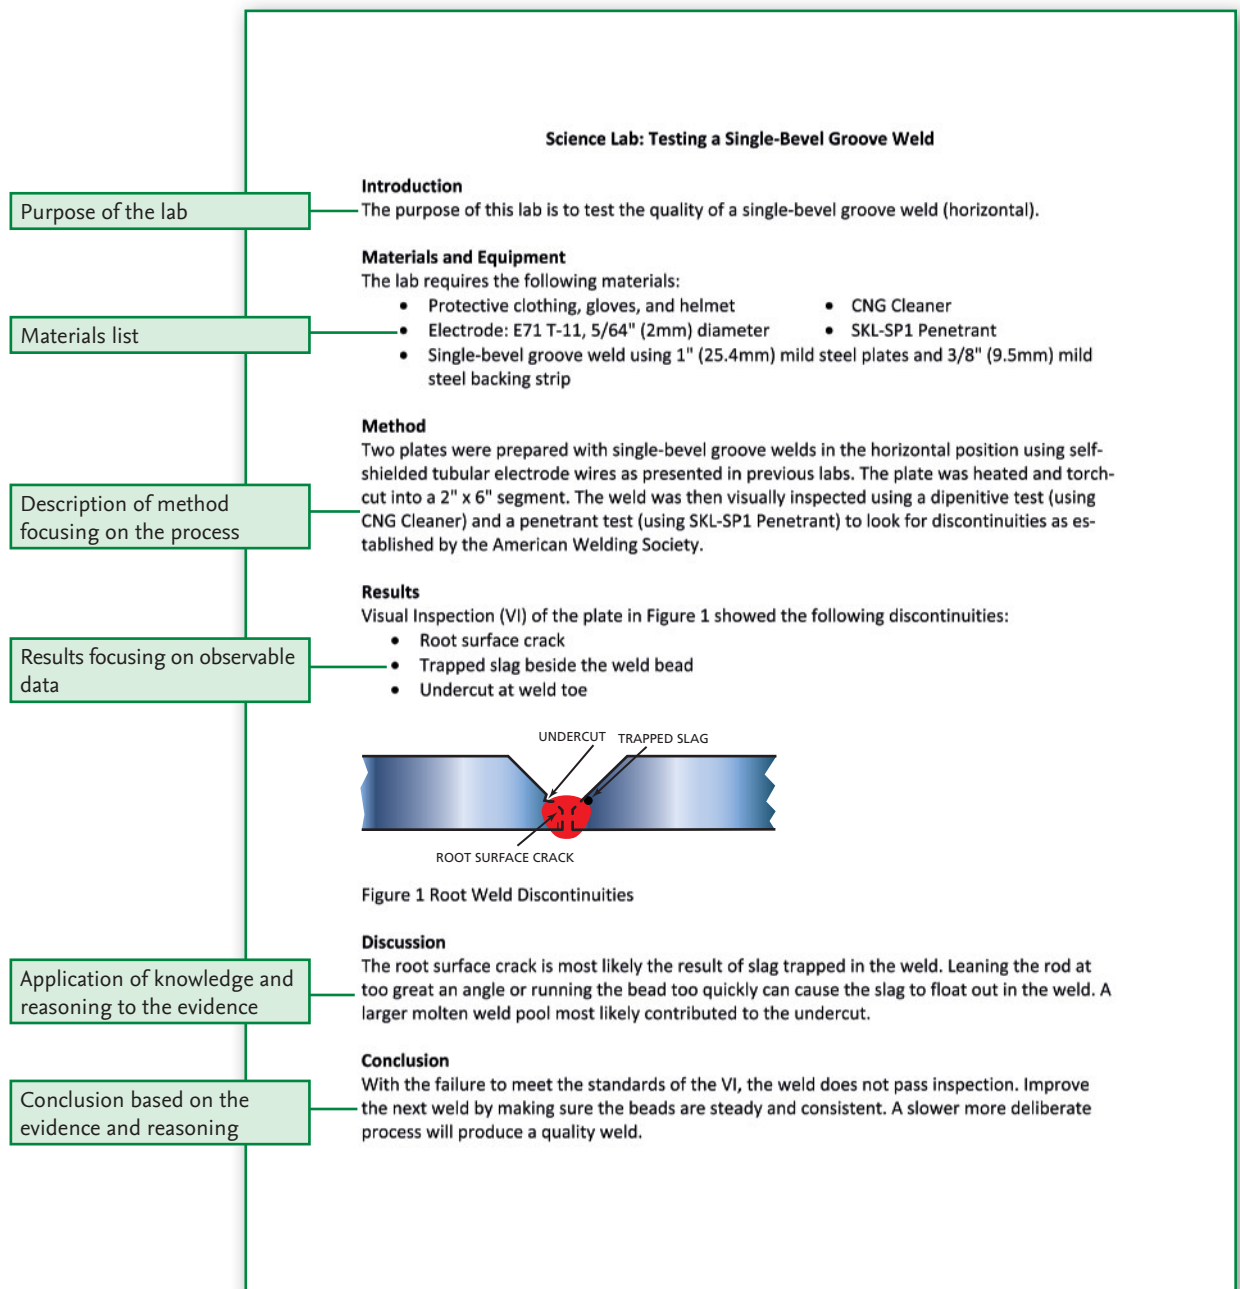 Science Lab: Testing a Single-Bevel Groove Weld
Introduction
Purpose of the lab
The purpose of this lab is to test the quality of a single-bevel groove weld (horizontal).
Materials and Equipment
The lab requires the following materials:
• Protective clothing, gloves, and helmet
• CNG Cleaner
Materials list
• Electrode: E71 T-11, 5/64" (2mm) diameter
• SKL-SP1 Penetrant
• Single-bevel groove weld using 1" (25.4mm) mild steel plates and 3/8" (9.5mm) mild
steel backing strip
Method
Two plates were prepared with single-bevel groove welds in the horizontal position using self-
shielded tubular electrode wires as presented in previous labs. The plate was heated and torch-
cut into a 2" x 6" segment. The weld was then visually inspected using a dipenitive test (using
CNG Cleaner) and a penetrant test (using SKL-SP1 Penetrant) to look for discontinuities as es-
tablished by the American Welding Society.
Description of method
focusing on the process
Results
Visual Inspection (VI) of the plate in Figure 1 showed the following discontinuities:
• Root surface crack
• Trapped slag beside the weld bead
• Undercut at weld toe
Results focusing on observable
data
UNDERCUT
TRAPPED SLAG
ROOT SURFACE CRACK
Figure 1 Root Weld Discontinuities
Discussion
The root surface crack is most likely the result of slag trapped in the weld. Leaning the rod at
too great an angle or running the bead too quickly can cause the slag to float out in the weld. A
larger molten weld pool most likely contributed to the undercut.
Application of knowledge and
reasoning to the evidence
Conclusion
With the failure to meet the standards of the VI, the weld does not pass inspection. Improve
the next weld by making sure the beads are steady and consistent. A slower more deliberate
process will produce a quality weld.
Conclusion based on the
evidence and reasoning